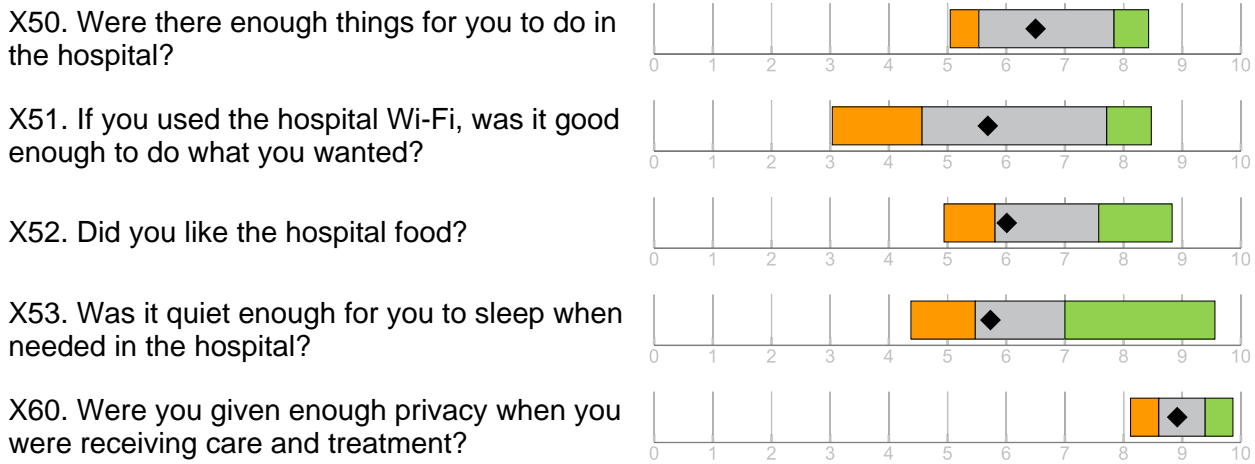 X50. Were there enough things for you to do in
the hospital?
0 1 2 3 4 5 6 7 8 9 10
X51. If you used the hospital Wi-Fi, was it good
enough to do what you wanted?
0 1 2 3 4 5 6 7 8 9 10
X52. Did you like the hospital food?
0 1 2 3 4 5 6 7 8 9 10
X53. Was it quiet enough for you to sleep when
needed in the hospital?
0 1 2 3 4 5 6 7 8 9 10
X60. Were you given enough privacy when you
were receiving care and treatment?
0 1 2 3 4 5 6 7 8 9 10